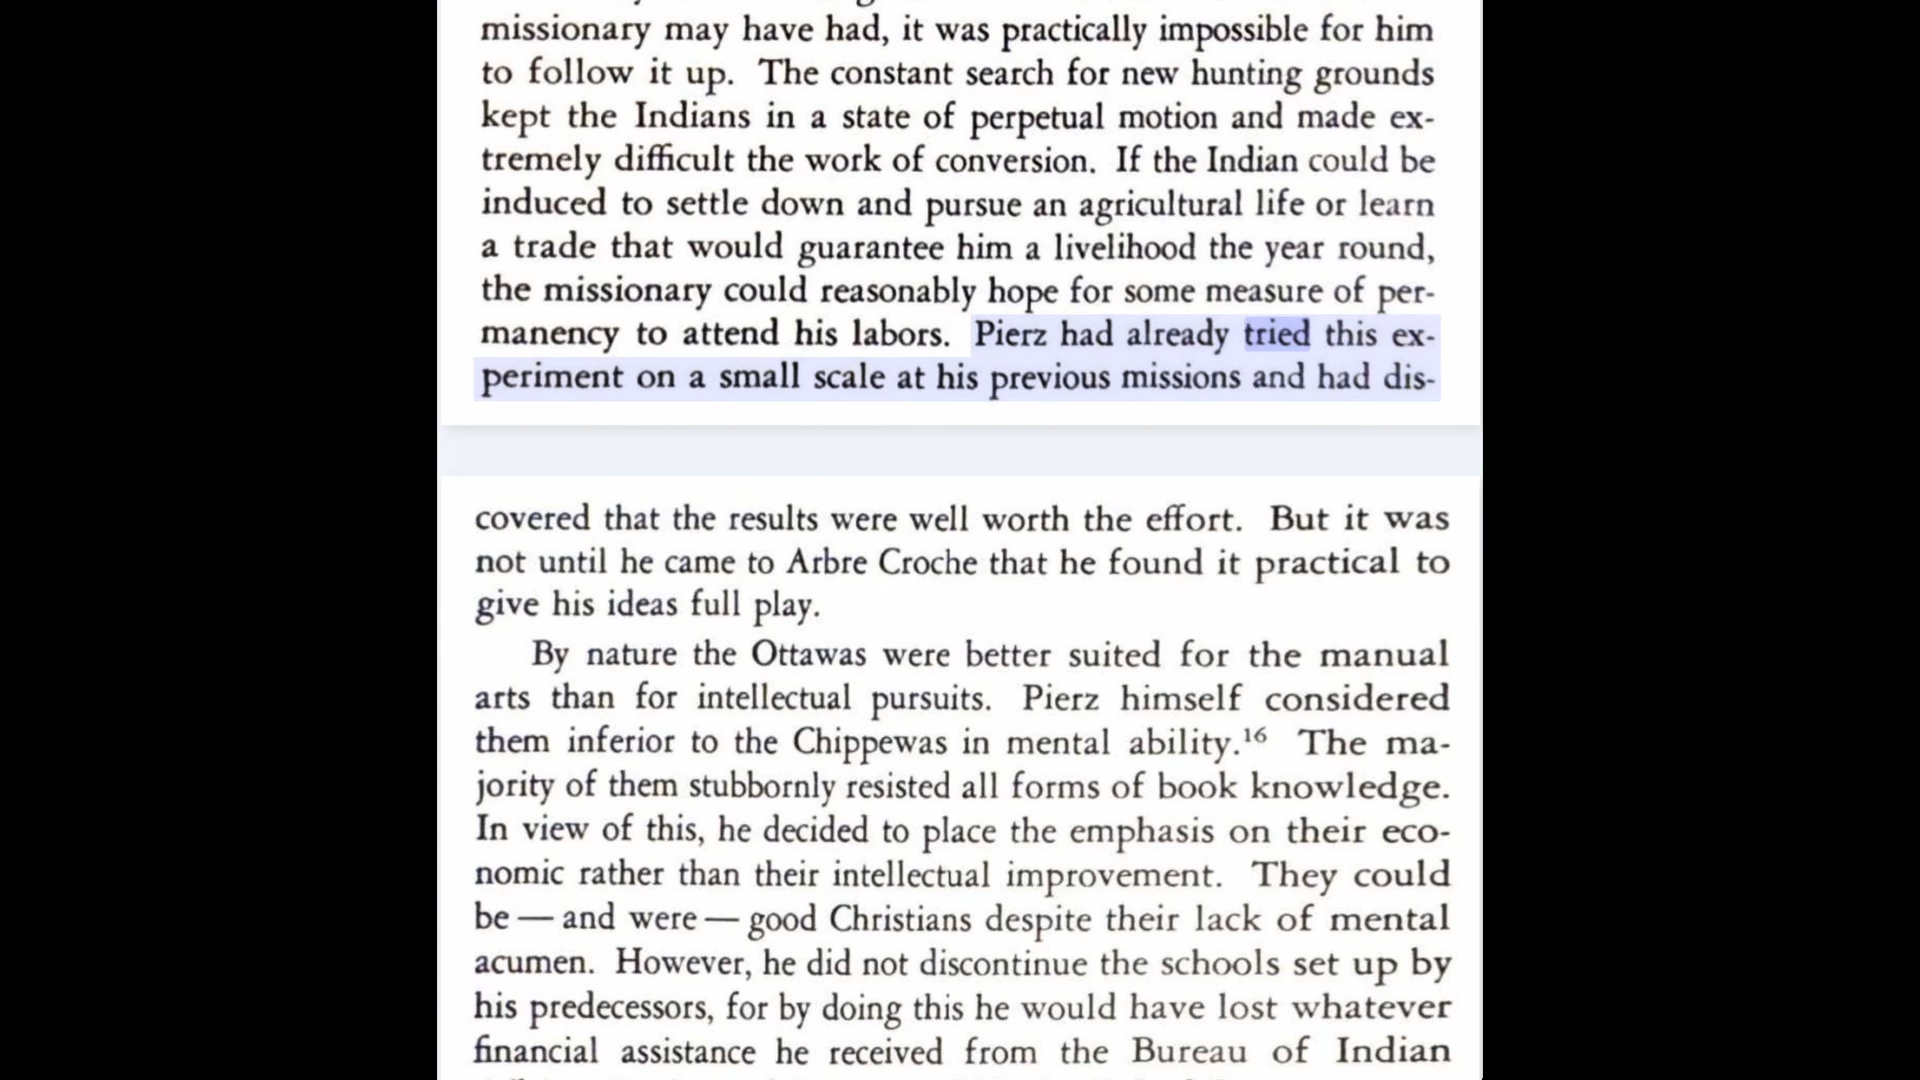 missionary may have had, it was practically impossible for him
to follow it up. The constant search for new hunting grounds
kept the Indians in a state of perpetual motion and made ex-
tremely difficult the work of conversion. If the Indian could be
induced to settle down and pursue an agricultural life or learn
a trade that would guarantee him a livelihood the year round,
the missionary could reasonably hope for some measure of per-
manency to attend his labors. Pierz had already tried this ex-
periment on a small scale at his previous missions and had dis-
covered that the results were well worth the effort. But it was
not until he came to Arbre Croche that he found it practical to
give his ideas full play.
By nature the Ottawas were better suited for the manual
arts than for intellectual pursuits. Pierz himself considered
them inferior to the Chippewas in mental ability.¹⁶ The ma-
jority of them stubbornly resisted all forms of book knowledge.
In view of this, he decided to place the emphasis on their eco-
nomic rather than their intellectual improvement. They could
be — and were — good Christians despite their lack of mental
acumen. However, he did not discontinue the schools set up by
his predecessors, for by doing this he would have lost whatever
financial assistance he received from the Bureau of Indian